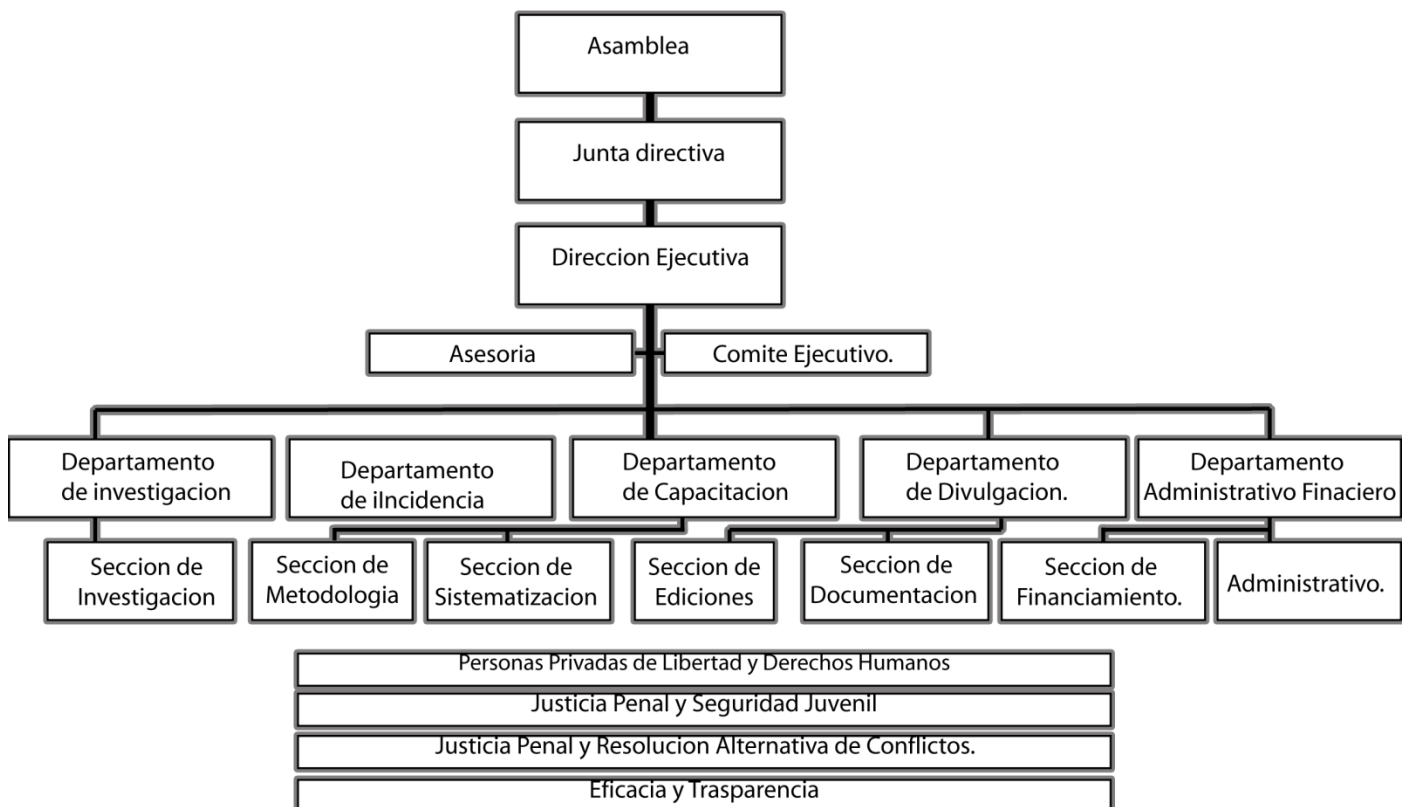 Asamblea
Junta directiva
Direccion Ejecutiva
Asesoria
Comite Ejecutivo.
Departamento
de investigacion
Departamento
de iIncidencia
Departamento
de Capacitacion
Departamento
de Divulgacion.
Departamento
Administrativo Finaciero
Seccion de
Investigacion
Seccion de
Metodologia
Seccion de
Sistematizacion
Seccion de
Ediciones
Seccion de
Documentacion
Seccion de
Financiamiento.
Administrativo.
Personas Privadas de Libertad y Derechos Humanos
Justicia Penal y Seguridad Juvenil
Justicia Penal y Resolucion Alternativa de Conflictos.
Eficacia y Trasparencia